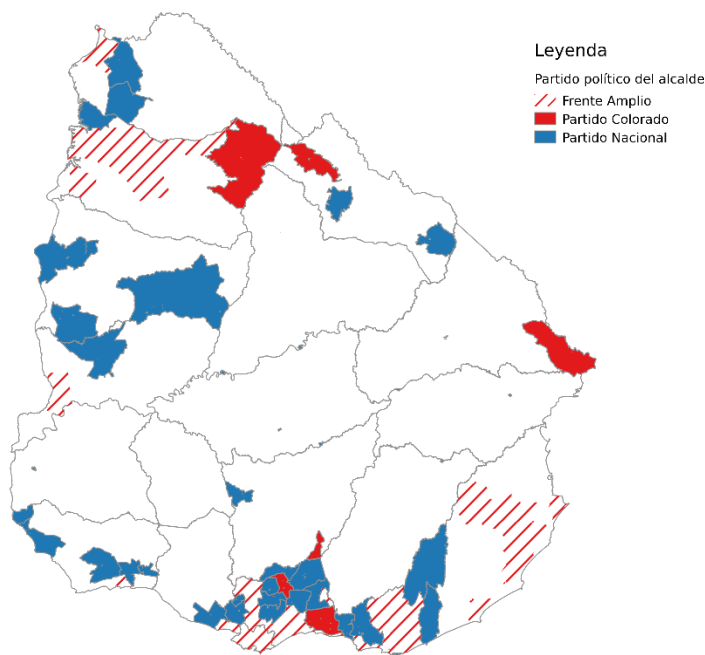 Leyenda
Partido político del alcalde
Frente Amplio
Partido Colorado
Partido Nacional